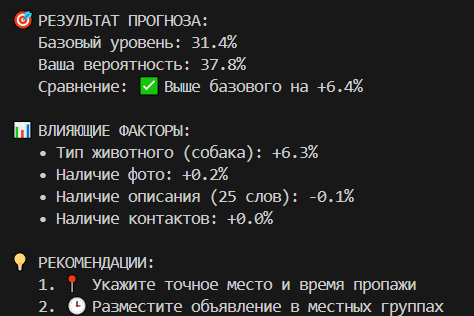 🎯 РЕЗУЛЬТАТ ПРОГНОЗА:
Базовый уровень: 31.4%
Ваша вероятность: 37.8%
Сравнение: ✅ Выше базового на +6.4%
📊 ВЛИЯЮЩИЕ ФАКТОРЫ:
• Тип животного (собака): +6.3%
• Наличие фото: +0.2%
• Наличие описания (25 слов): -0.1%
• Наличие контактов: +0.0%
💡 РЕКОМЕНДАЦИИ:
1. 📍 Укажите точное место и время пропажи
2. 🕒 Разместите объявление в местных группах